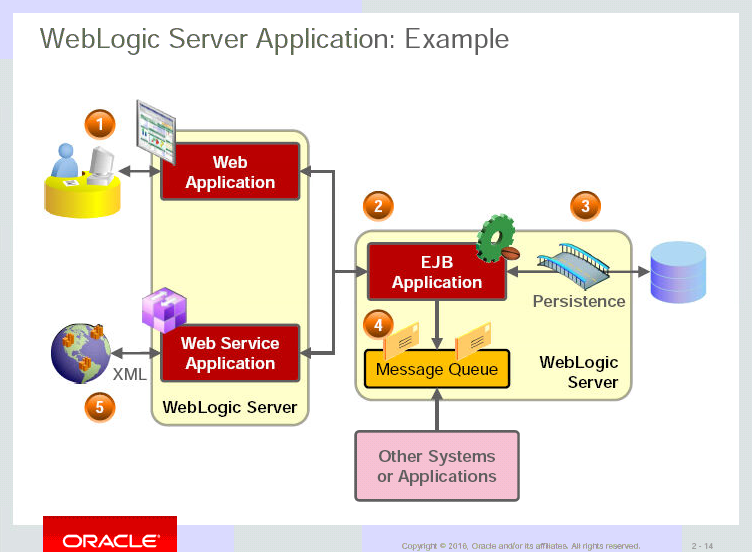 WebLogic Server Application: Example
1
Web
Application
2
3
EJB
Application
Persistence
4
Web Service
Application
Message Queue
WebLogic
Server
XML
5
WebLogic Server
Other Systems
or Applications
ORACLE
Copyright © 2016, Oracle and/or its affiliates. All rights reserved.
2 - 14